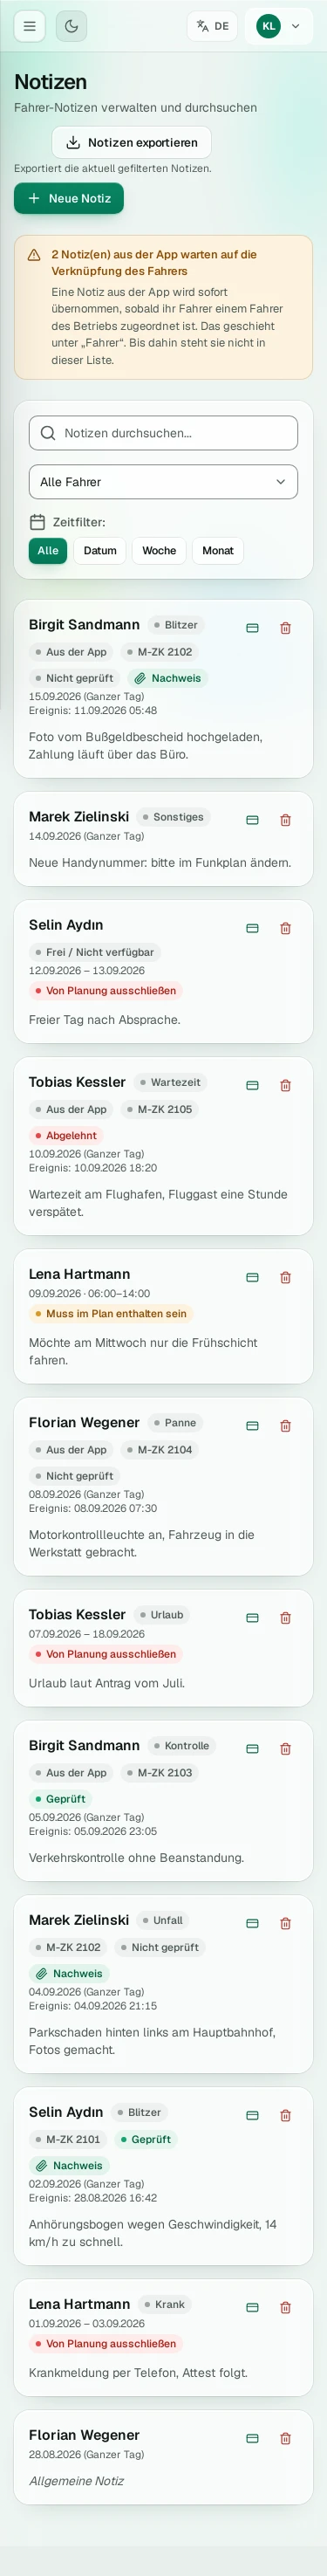 DE
KL
Notizen
Fahrer-Notizen verwalten und durchsuchen
Notizen exportieren
Exportiert die aktuell gefilterten Notizen.
Neue Notiz
2 Notiz(en) aus der App warten auf die
Verknüpfung des Fahrers
Eine Notiz aus der App wird sofort
übernommen, sobald ihr Fahrer einem Fahrer
des Betriebs zugeordnet ist. Das geschieht
unter „Fahrer“. Bis dahin steht sie nicht in
dieser Liste.
Notizen durchsuchen...
Alle Fahrer
Zeitfilter:
Alle Datum Woche Monat
Birgit Sandmann Blitzer
Aus der App M-ZK 2102
Nicht geprüft Nachweis
15.09.2026 (Ganzer Tag)
Ereignis: 11.09.2026 05:48
Foto vom Bußgeldbescheid hochgeladen,
Zahlung läuft über das Büro.
Marek Zielinski Sonstiges
14.09.2026 (Ganzer Tag)
Neue Handynummer: bitte im Funkplan ändern.
Selin Aydın
Frei / Nicht verfügbar
12.09.2026 – 13.09.2026
Von Planung ausschließen
Freier Tag nach Absprache.
Tobias Kessler Wartezeit
Aus der App M-ZK 2105
Abgelehnt
10.09.2026 (Ganzer Tag)
Ereignis: 10.09.2026 18:20
Wartezeit am Flughafen, Fluggast eine Stunde
verspätet.
Lena Hartmann
09.09.2026 · 06:00–14:00
Muss im Plan enthalten sein
Möchte am Mittwoch nur die Frühschicht
fahren.
Florian Wegener Panne
Aus der App M-ZK 2104
Nicht geprüft
08.09.2026 (Ganzer Tag)
Ereignis: 08.09.2026 07:30
Motorkontrollleuchte an, Fahrzeug in die
Werkstatt gebracht.
Tobias Kessler Urlaub
07.09.2026 – 18.09.2026
Von Planung ausschließen
Urlaub laut Antrag vom Juli.
Birgit Sandmann Kontrolle
Aus der App M-ZK 2103
Geprüft
05.09.2026 (Ganzer Tag)
Ereignis: 05.09.2026 23:05
Verkehrskontrolle ohne Beanstandung.
Marek Zielinski Unfall
M-ZK 2102 Nicht geprüft
Nachweis
04.09.2026 (Ganzer Tag)
Ereignis: 04.09.2026 21:15
Parkschaden hinten links am Hauptbahnhof,
Fotos gemacht.
Selin Aydın Blitzer
M-ZK 2101 Geprüft
Nachweis
02.09.2026 (Ganzer Tag)
Ereignis: 28.08.2026 16:42
Anhörungsbogen wegen Geschwindigkeit, 14
km/h zu schnell.
Lena Hartmann Krank
01.09.2026 – 03.09.2026
Von Planung ausschließen
Krankmeldung per Telefon, Attest folgt.
Florian Wegener
28.08.2026 (Ganzer Tag)
Allgemeine Notiz